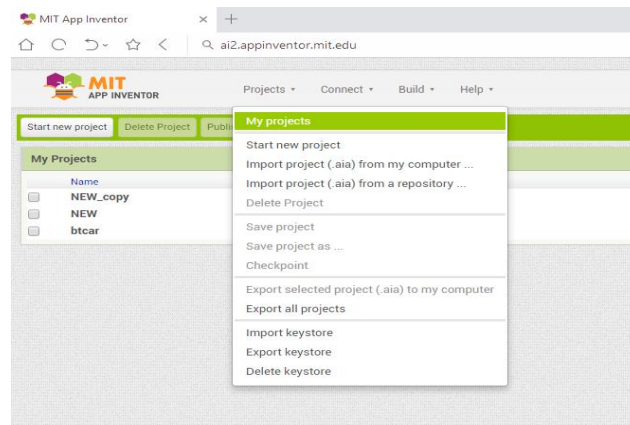 MIT App Inventor
ai2.appinventor.mit.edu
MIT
APP INVENTOR
Projects Connect Build Help
Start new project Delete Project
My projects
Start new project
Import project (.aia) from my computer ...
Import project (.aia) from a repository ...
Delete Project
Save project
Save project as ...
Checkpoint
Export selected project (.aia) to my computer
Export all projects
Import keystore
Export keystore
Delete keystore
My Projects
Name
NEW_copy
NEW
btcar